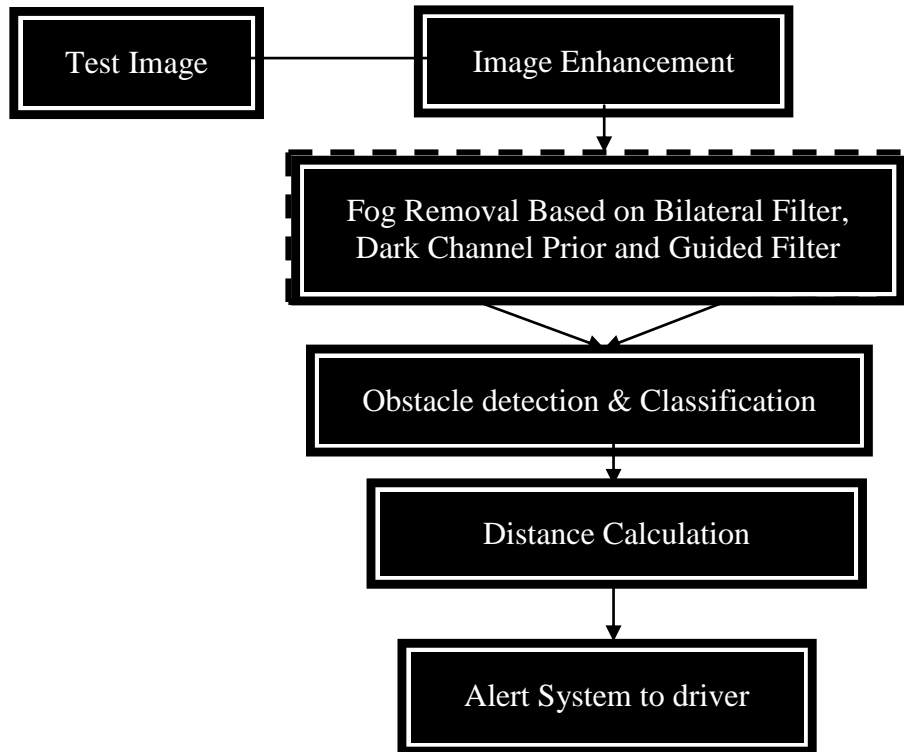 Test Image
Image Enhancement
Fog Removal Based on Bilateral Filter,
Dark Channel Prior and Guided Filter
Obstacle detection & Classification
Distance Calculation
Alert System to driver